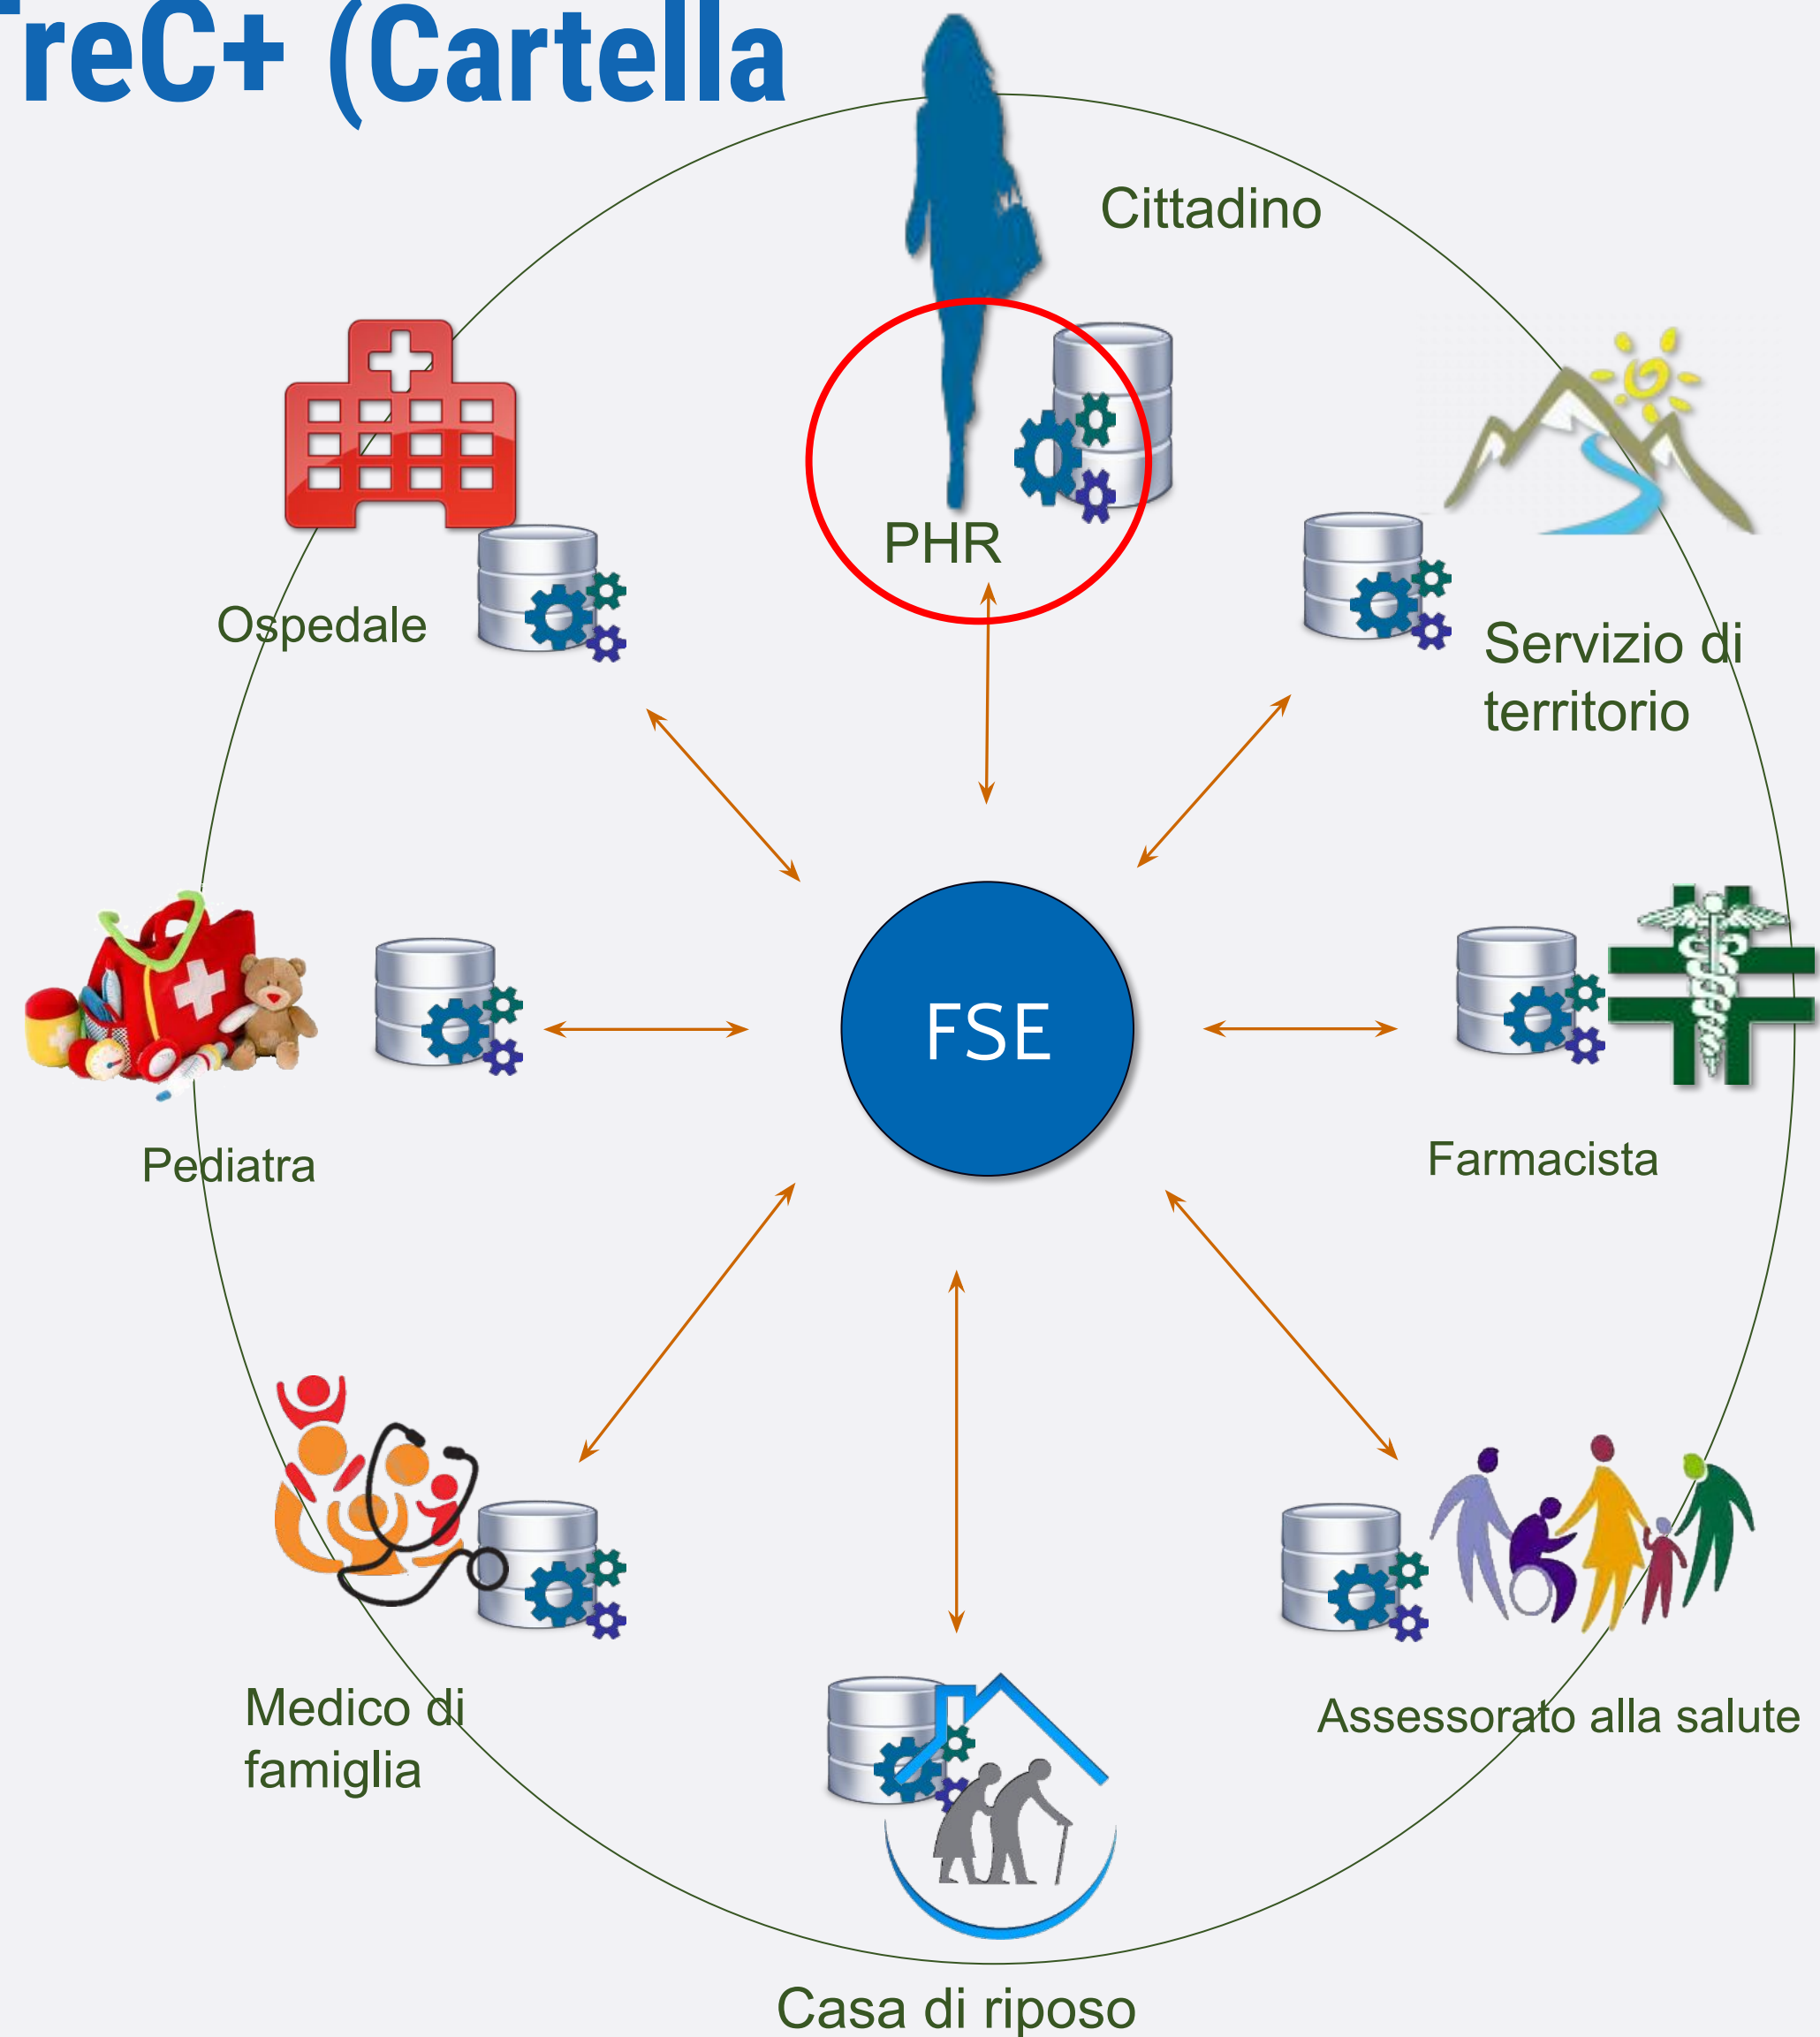 TreC+ (Cartella
Cittadino
PHR
Ospedale
Servizio di
territorio
FSE
Pediatra
Farmacista
Medico di
famiglia
Assessorato alla salute
Casa di riposo